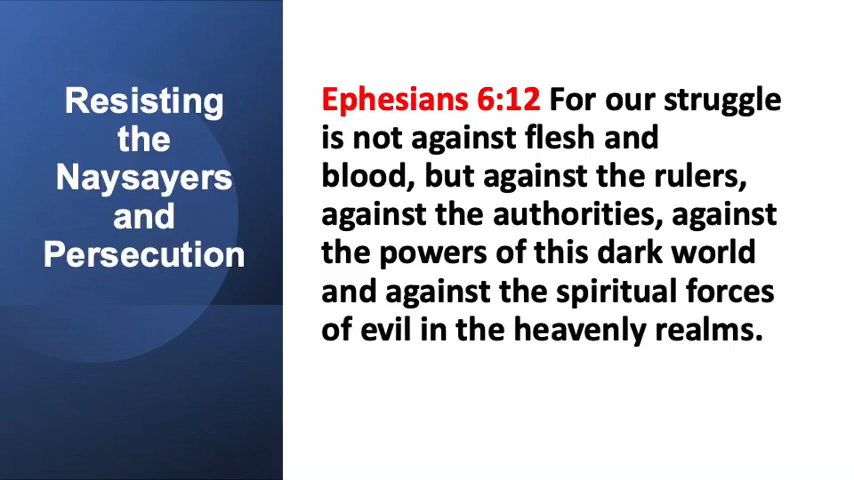 Resisting
the
Naysayers
and
Persecution
Ephesians 6:12 For our struggle
is not against flesh and
blood, but against the rulers,
against the authorities, against
the powers of this dark world
and against the spiritual forces
of evil in the heavenly realms.